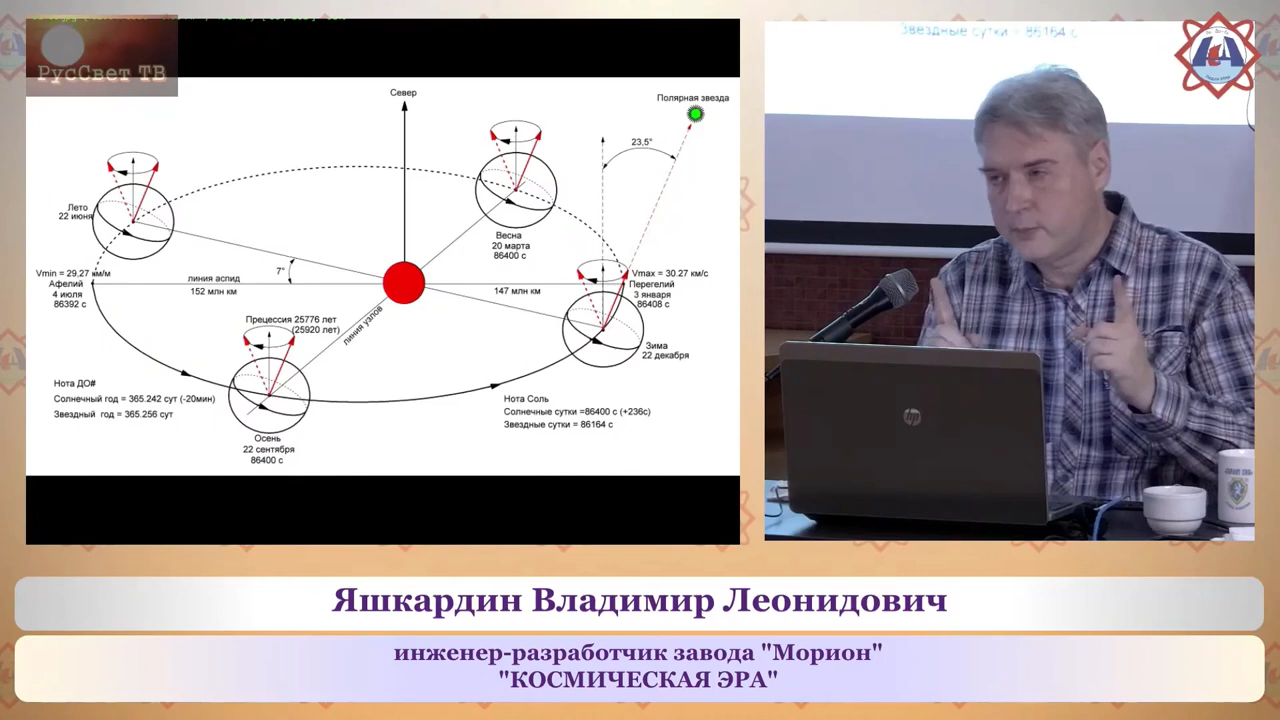 РусСвет ТВ
Север
Полярная звезда
23,5"
Лето
22 июня
Весна
20 марта
86400 с
7"
линия аспид
152 млн км
147 млн км
Vmin = 29,27 км/м
Афелий
4 июля
86392 с
Vmax = 30.27 км/с
Перегелий
3 января
86408 с
Прецессия 25776 лет
(25920 лет)
линия узлов
Зима
22 декабря
Нота ДО#
Солнечный год = 365.242 сут (-20мин)
Звездный год = 365.256 сут
Нота Соль
Солнечные сутки =86400 с (+236с)
Звездные сутки = 86164 с
Осень
22 сентября
86400 с
Звездные сутки = 86164 с
hp
Яшкардин Владимир Леонидович
инженер-разработчик завода "Морион"
"КОСМИЧЕСКАЯ ЭРА"